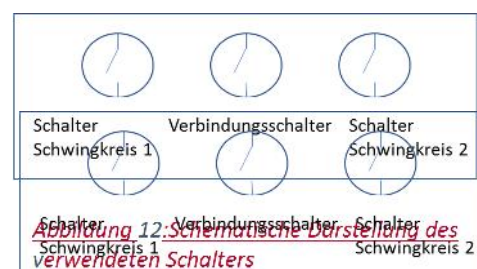 Schalter Verbindungsschalter Schalter
Schwingkreis 1 Schwingkreis 2
Schalter Verbindungsschalter Schalter
Abbildung 12:Schematische Darstellung des
Schwingkreis 1 Schwingkreis 2
verwendeten Schalters